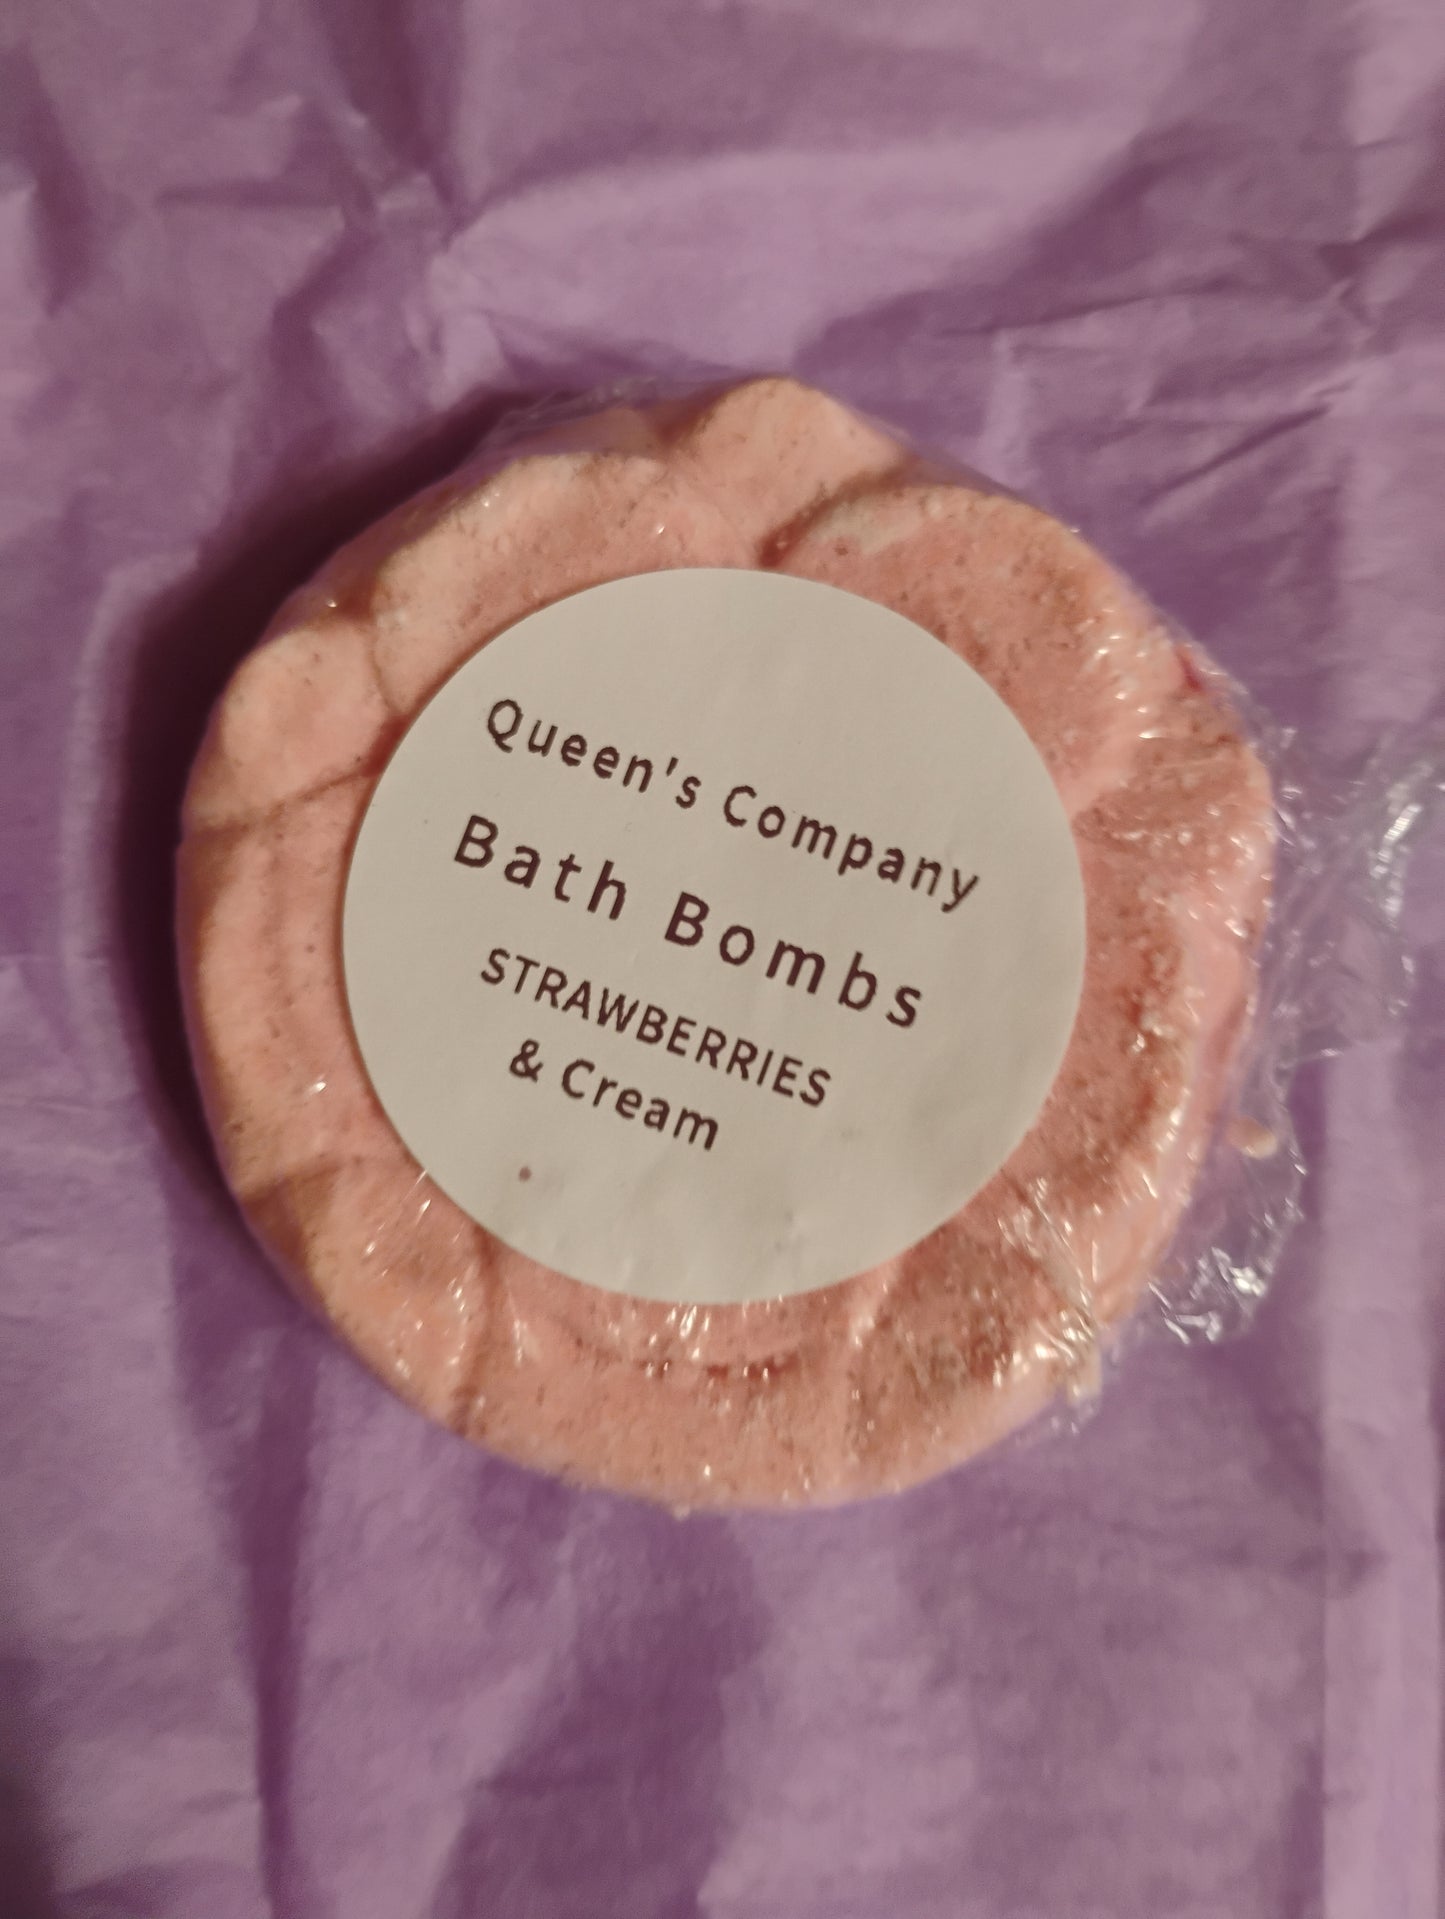 Queen's Company
Bath Bombs
STRAWBERRIES
& Cream